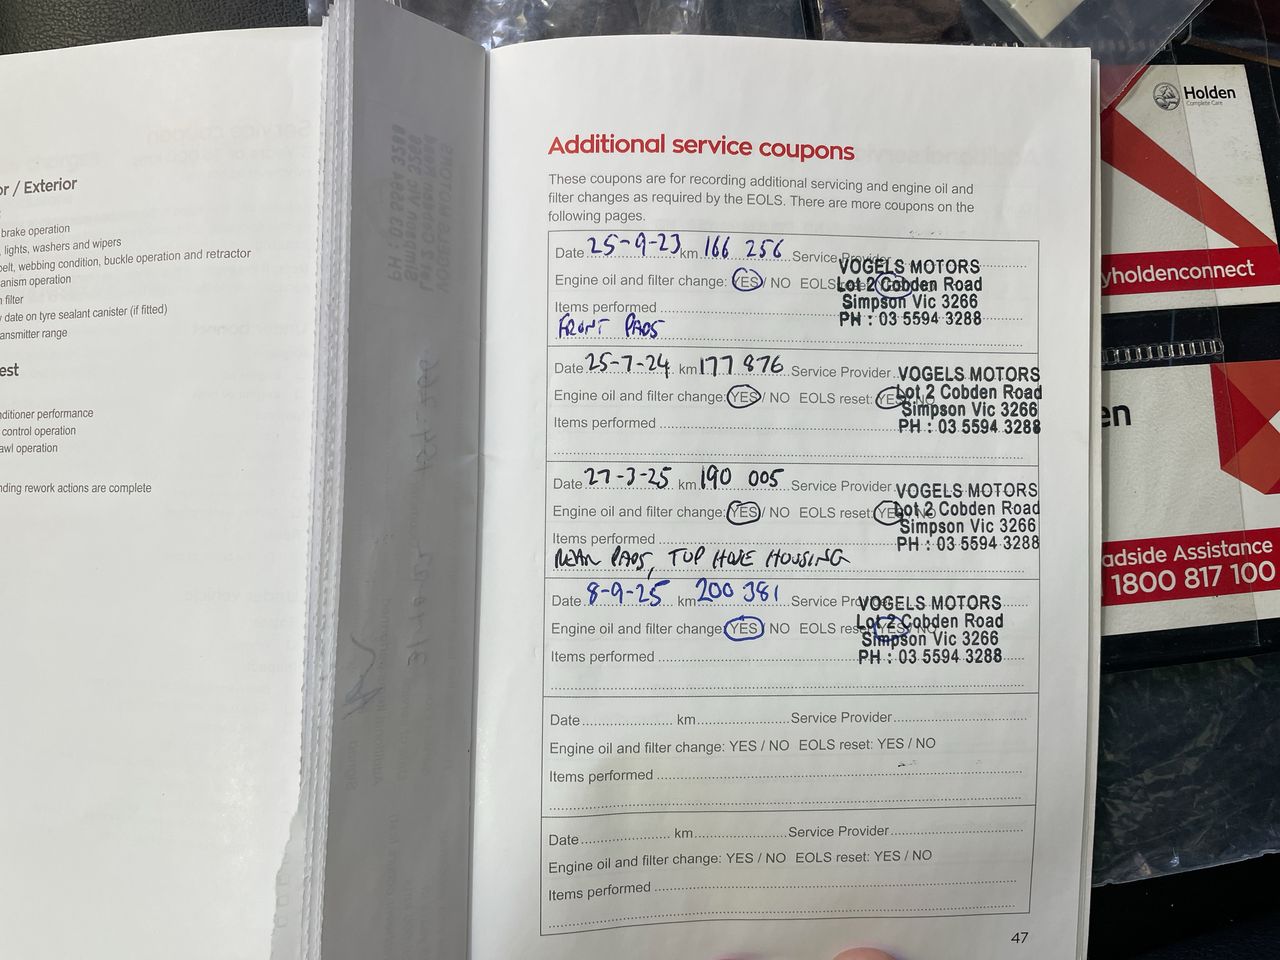 or / Exterior
brake operation
, lights, washers and wipers
belt, webbing condition, buckle operation and retractor
anism operation
filter
date on tyre sealant canister (if fitted)
ansmitter range
est
nditioner performance
control operation
awl operation
nding rework actions are complete
Additional service coupons
These coupons are for recording additional servicing and engine oil and
filter changes as required by the EOLS. There are more coupons on the
following pages.
Date 25-9-23 km 166 256 Service Provider
VOGELS MOTORS
Engine oil and filter change: YES / NO EOLS
Lot 2 Cobden Road
Simpson Vic 3266
Items performed
PH : 03 5594 3288
FRONT PADS
Date 25-7-24 km 177 876 Service Provider
VOGELS MOTORS
Engine oil and filter change: YES / NO EOLS reset: YES / NO
Lot 2 Cobden Road
Simpson Vic 3266
Items performed
PH : 03 5594 3288
Date 27-3-25 km 190 005 Service Provider
VOGELS MOTORS
Engine oil and filter change: YES / NO EOLS reset: YES / NO
Lot 2 Cobden Road
Simpson Vic 3266
Items performed
PH : 03 5594 3288
REAR PADS, TOP HOSE HOUSING
Date 8-9-25 km 200 381 Service
VOGELS MOTORS
Engine oil and filter change: YES / NO EOLS reset: YES / NO
Lot 2 Cobden Road
Simpson Vic 3266
Items performed
PH : 03 5594 3288
Date km Service Provider
Engine oil and filter change: YES / NO EOLS reset: YES / NO
Items performed
Date km Service Provider
Engine oil and filter change: YES / NO EOLS reset: YES / NO
Items performed
47
Holden
Complete Care
yholdenconnect
en
adside Assistance
1800 817 100